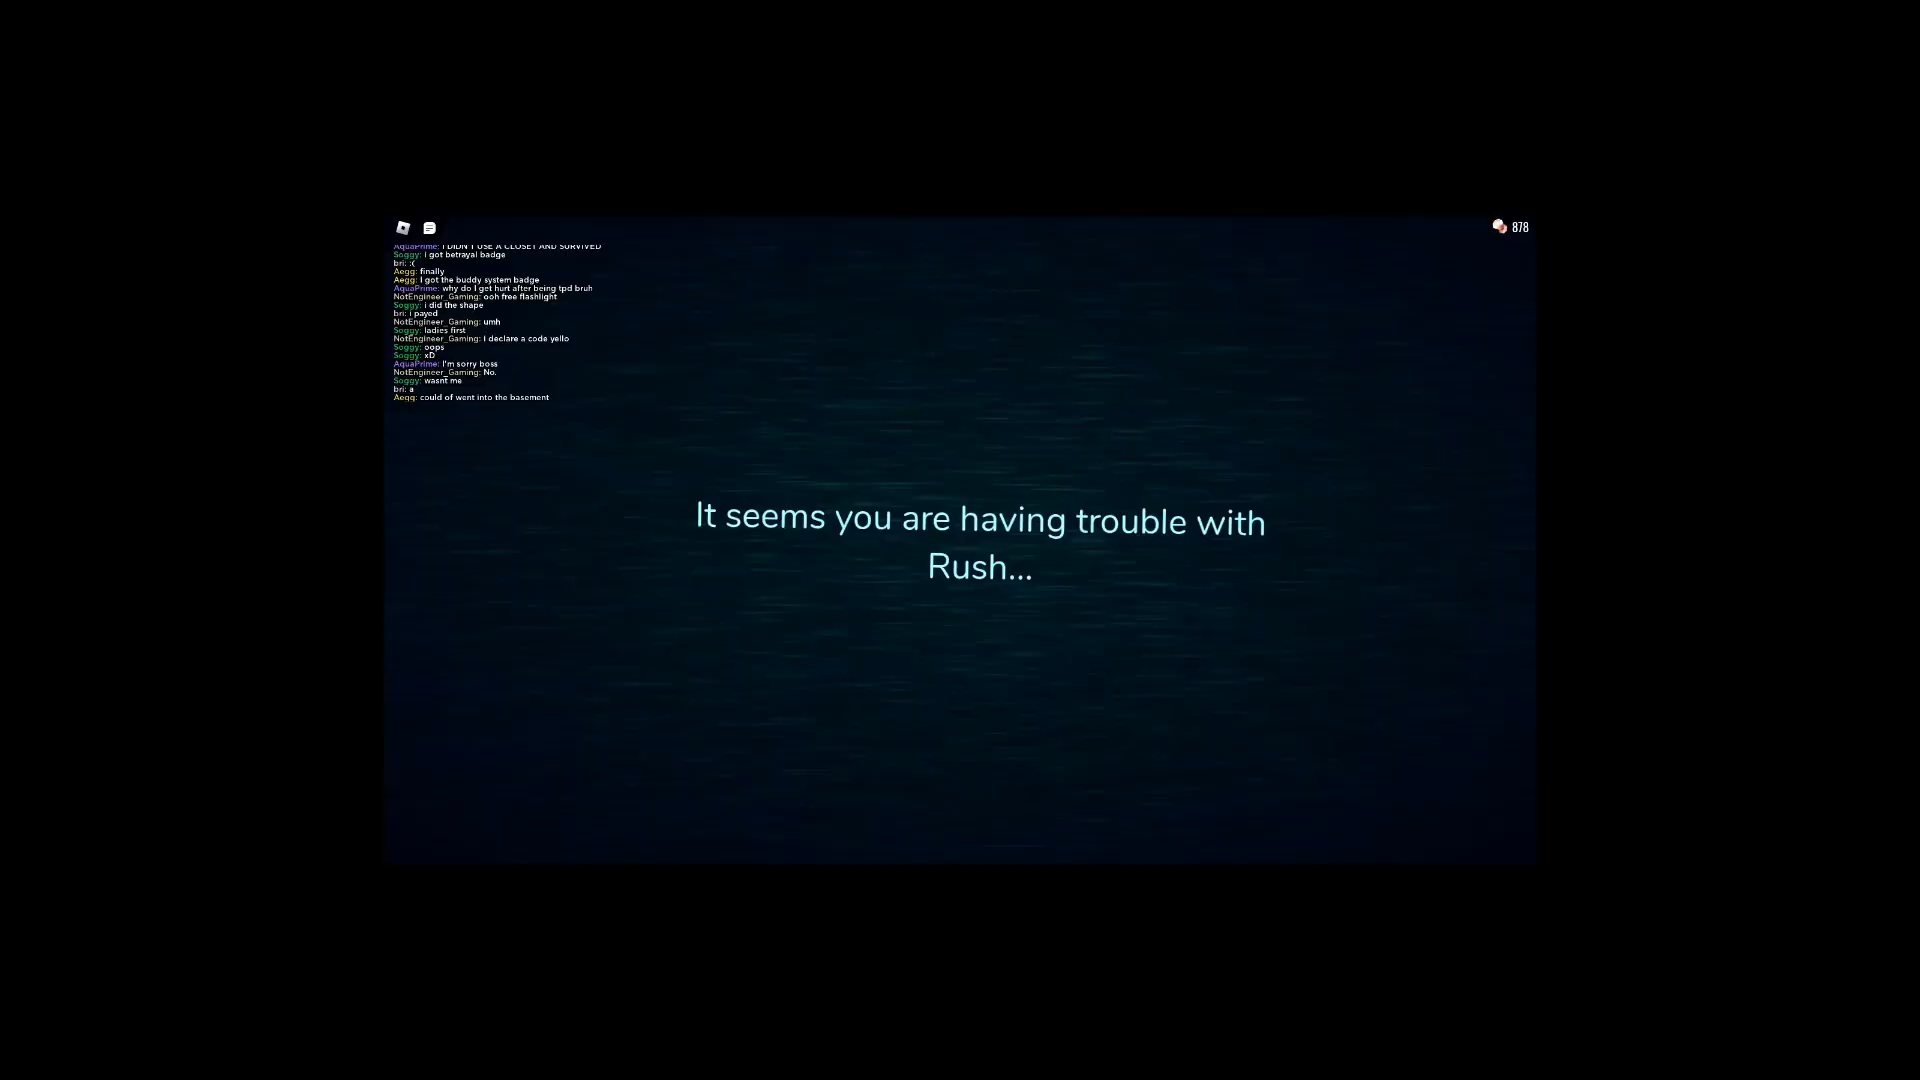 878
AquaPrime: I DIDN'T USE A CLOSET AND SURVIVED
Soggy: i got betrayal badge
bri: :(
Aegg: finally
Aegg: I got the buddy system badge
AquaPrime: why do I get hurt after being tpd bruh
NotEngineer_Gaming: ooh free flashlight
Soggy: i did the shape
bri: i payed
NotEngineer_Gaming: umh
Soggy: ladies first
NotEngineer_Gaming: i declare a code yello
Soggy: oops
Soggy: xD
AquaPrime: I'm sorry boss
NotEngineer_Gaming: No.
Soggy: wasnt me
bri: a
Aegg: could of went into the basement
It seems you are having trouble with
Rush...